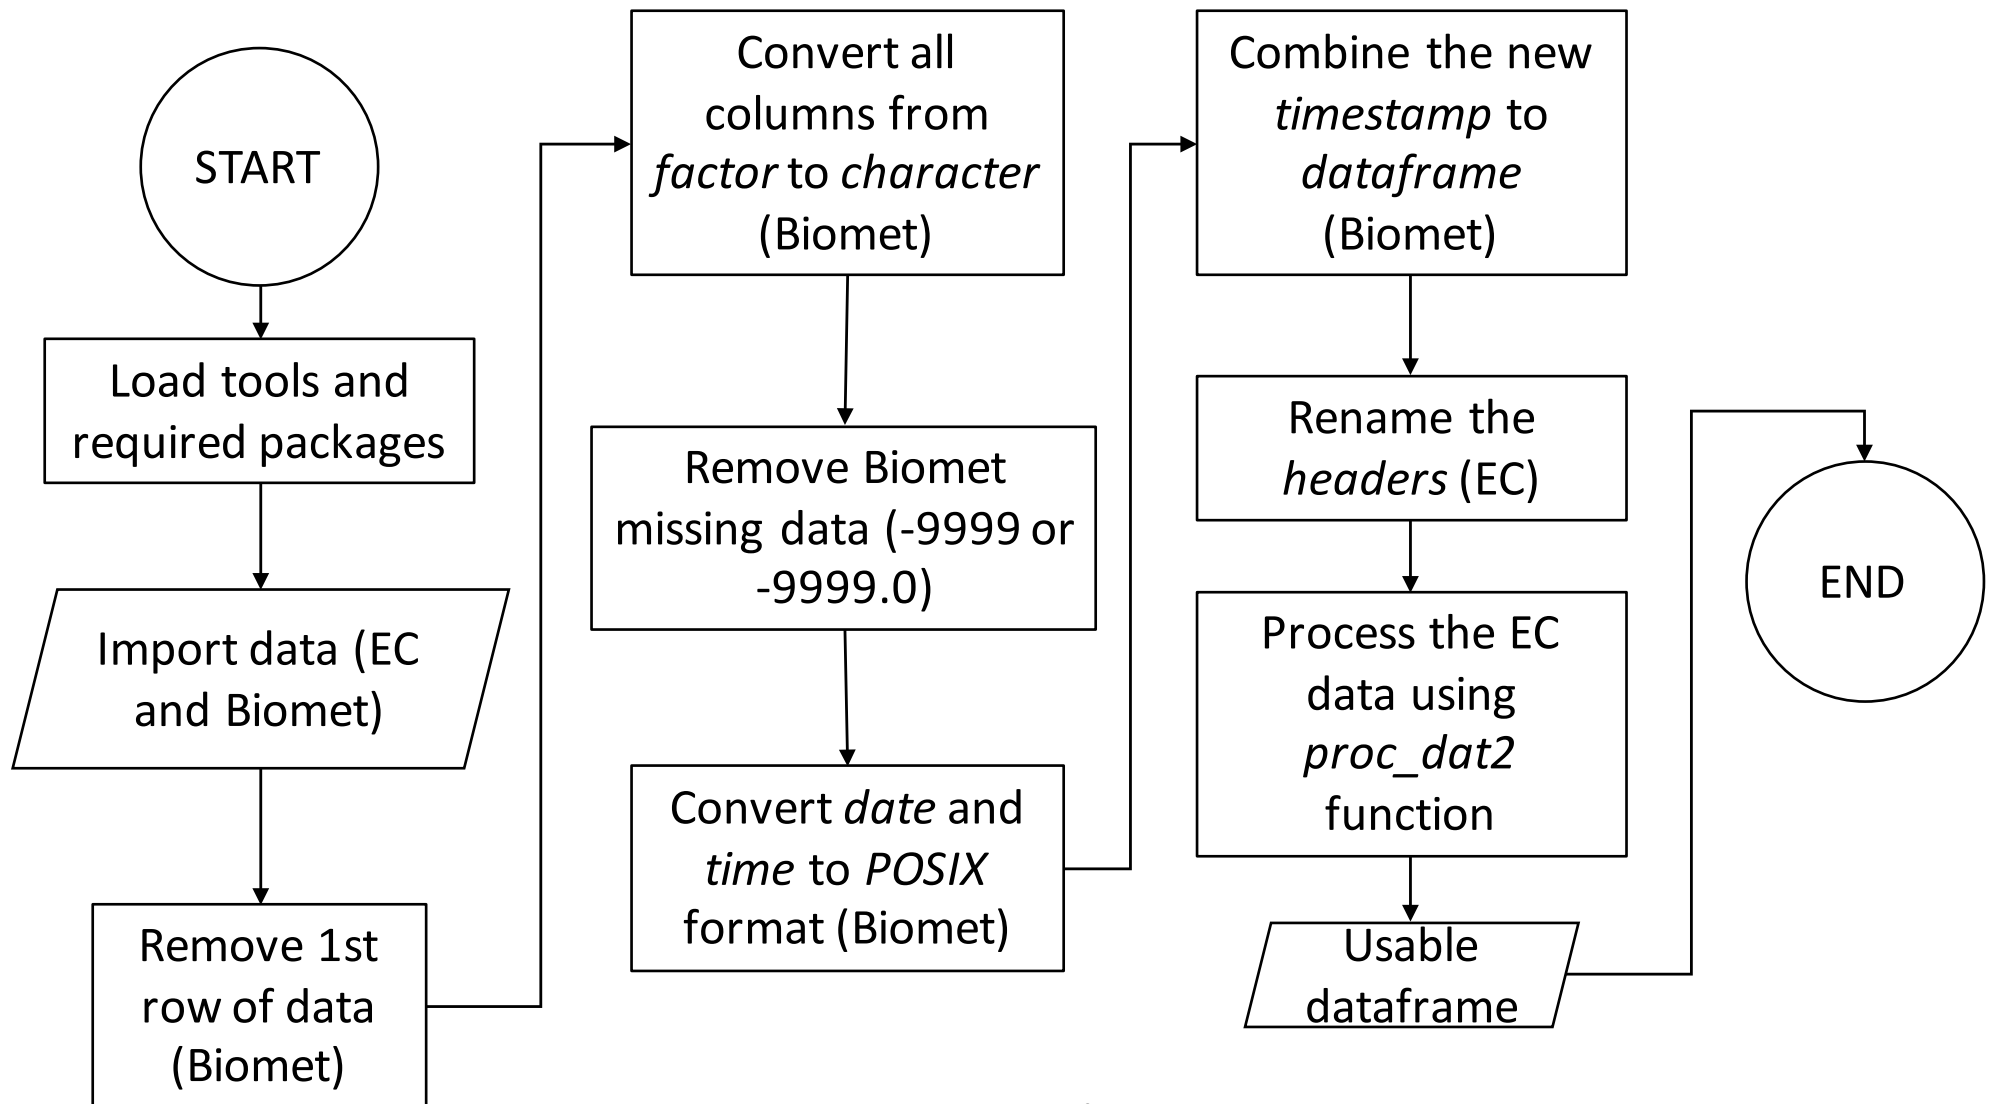 START
Load tools and
required packages
Import data (EC
and Biomet)
Remove 1st
row of data
(Biomet)
Convert all
columns from
factor to character
(Biomet)
Remove Biomet
missing data (-9999 or
-9999.0)
Convert date and
time to POSIX
format (Biomet)
Combine the new
timestamp to
dataframe
(Biomet)
Rename the
headers (EC)
Process the EC
data using
proc_dat2
function
Usable
dataframe
END